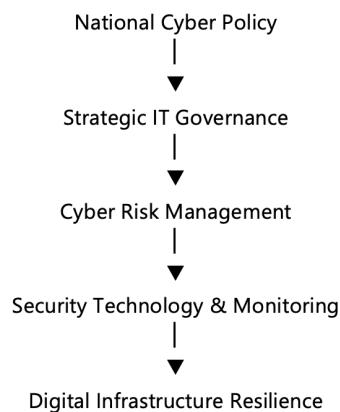 National Cyber Policy
Strategic IT Governance
Cyber Risk Management
Security Technology & Monitoring
Digital Infrastructure Resilience